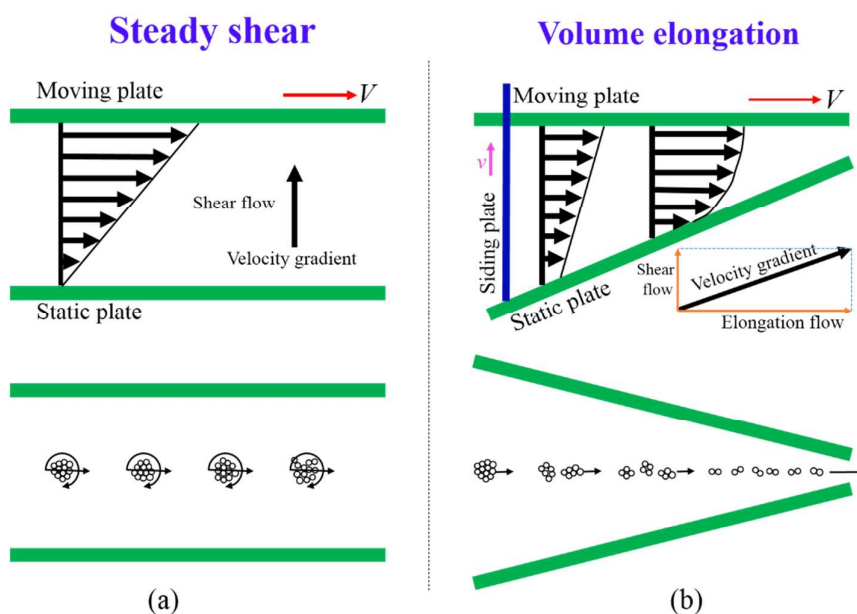 Steady shear
Moving plate
V
Shear flow
Velocity gradient
Static plate
(a)
Volume elongation
Moving plate
V
v
Siding plate
Static plate
Shear
flow
Velocity gradient
Elongation flow
(b)